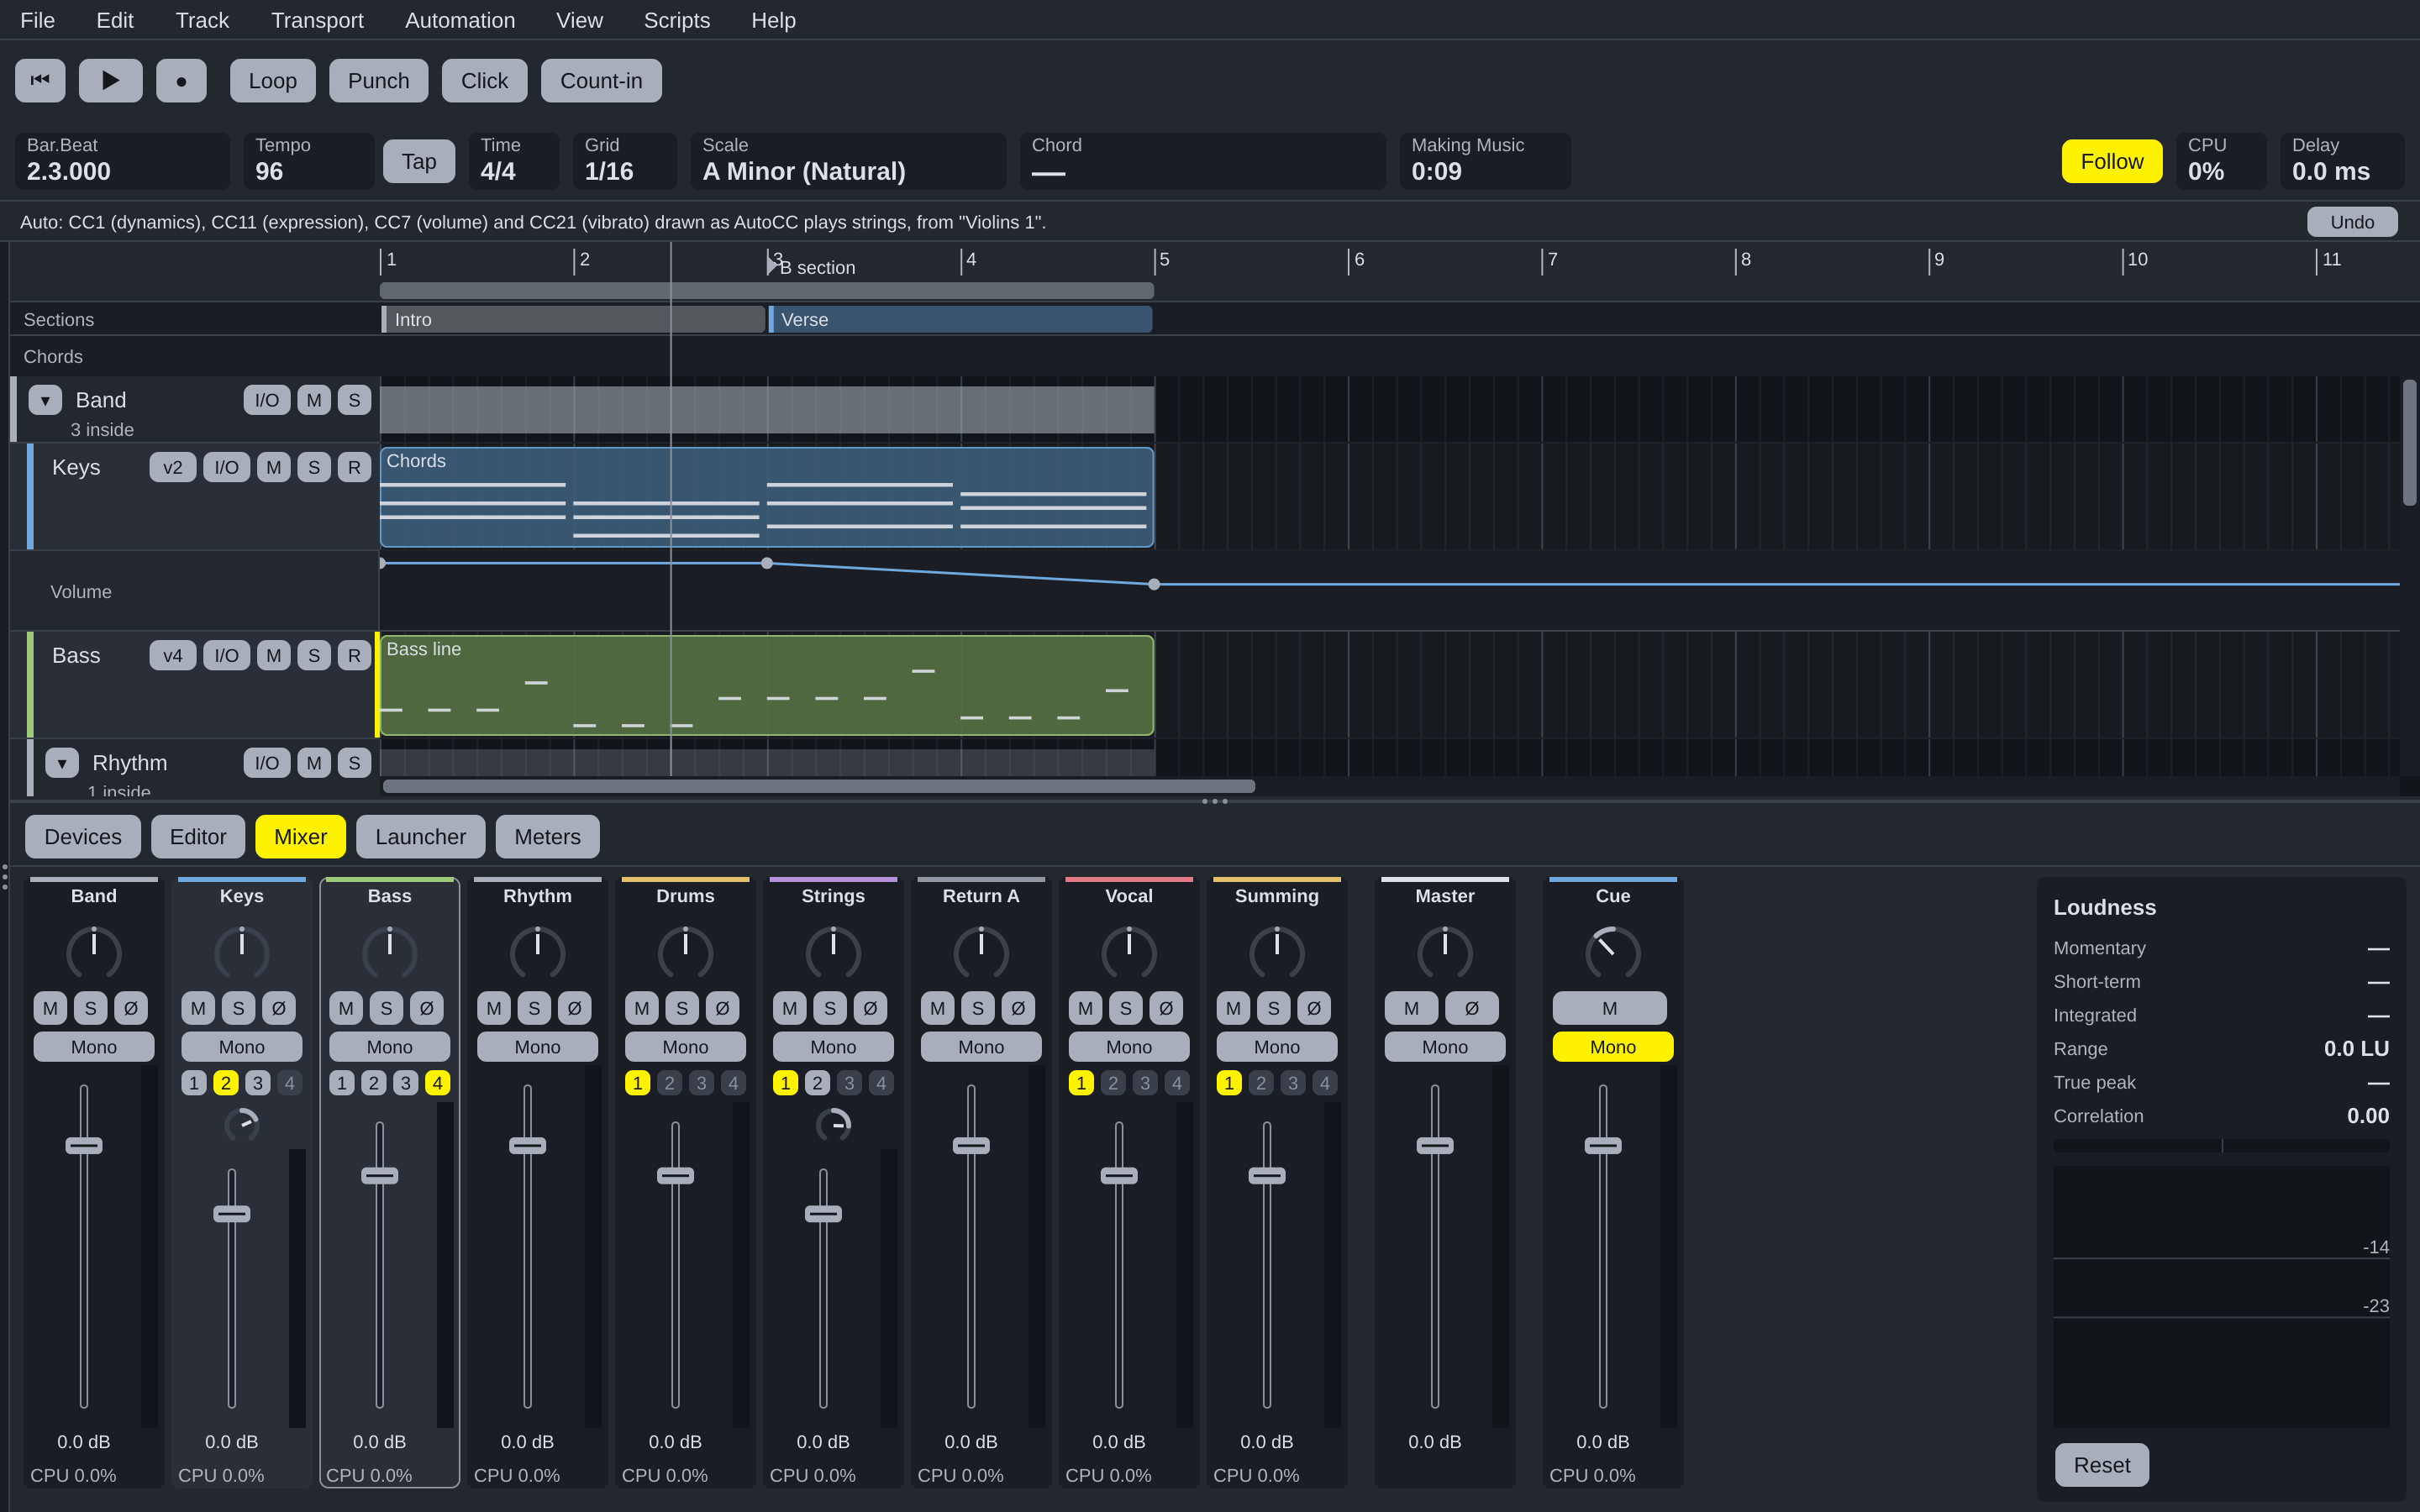 File Edit Track Transport Automation View Scripts Help
Loop Punch Click Count-in
Bar.Beat Tempo Time Grid Scale Chord Making Music CPU Delay
2.3.000 96 Tap 4/4 1/16 A Minor (Natural) — 0:09 Follow 0% 0.0 ms
Auto: CC1 (dynamics), CC11 (expression), CC7 (volume) and CC21 (vibrato) drawn as AutoCC plays strings, from "Violins 1". Undo
1 2 3 4 5 6 7 8 9 10 11
B section
Sections Intro Verse
Chords
Band I/O M S
3 inside
Keys v2 I/O M S R Chords
Volume
Bass v4 I/O M S R Bass line
Rhythm I/O M S
1 inside
Devices Editor Mixer Launcher Meters
Band Keys Bass Rhythm Drums Strings Return A Vocal Summing Master Cue
M S Ø M S Ø M S Ø M S Ø M S Ø M S Ø M S Ø M S Ø M S Ø M Ø M
Mono Mono Mono Mono Mono Mono Mono Mono Mono Mono Mono
1 2 3 4 1 2 3 4 1 2 3 4 1 2 3 4 1 2 3 4 1 2 3 4
0.0 dB 0.0 dB 0.0 dB 0.0 dB 0.0 dB 0.0 dB 0.0 dB 0.0 dB 0.0 dB 0.0 dB 0.0 dB
CPU 0.0% CPU 0.0% CPU 0.0% CPU 0.0% CPU 0.0% CPU 0.0% CPU 0.0% CPU 0.0% CPU 0.0% CPU 0.0%
Loudness
Momentary —
Short-term —
Integrated —
Range 0.0 LU
True peak —
Correlation 0.00
-14
-23
Reset